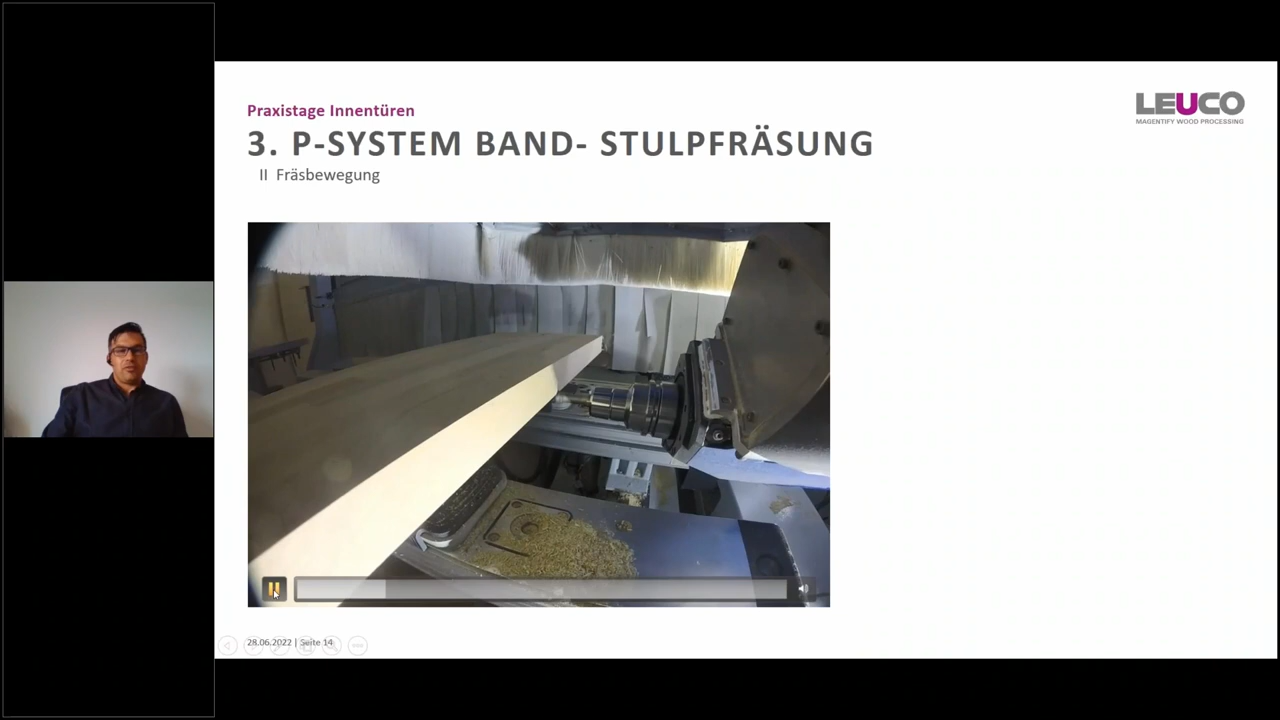 Praxistage Innentüren
LEUCO
MAGENTIFY WOOD PROCESSING
3. P-SYSTEM BAND- STULPFRÄSUNG
II Fräsbewegung
28.06.2022 | Seite 14